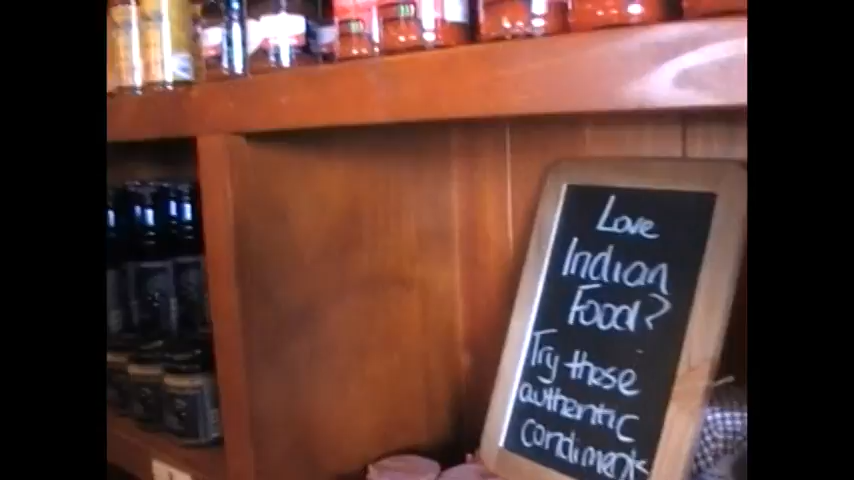 Love
Indian
Food?
Try these
authentic
condiments